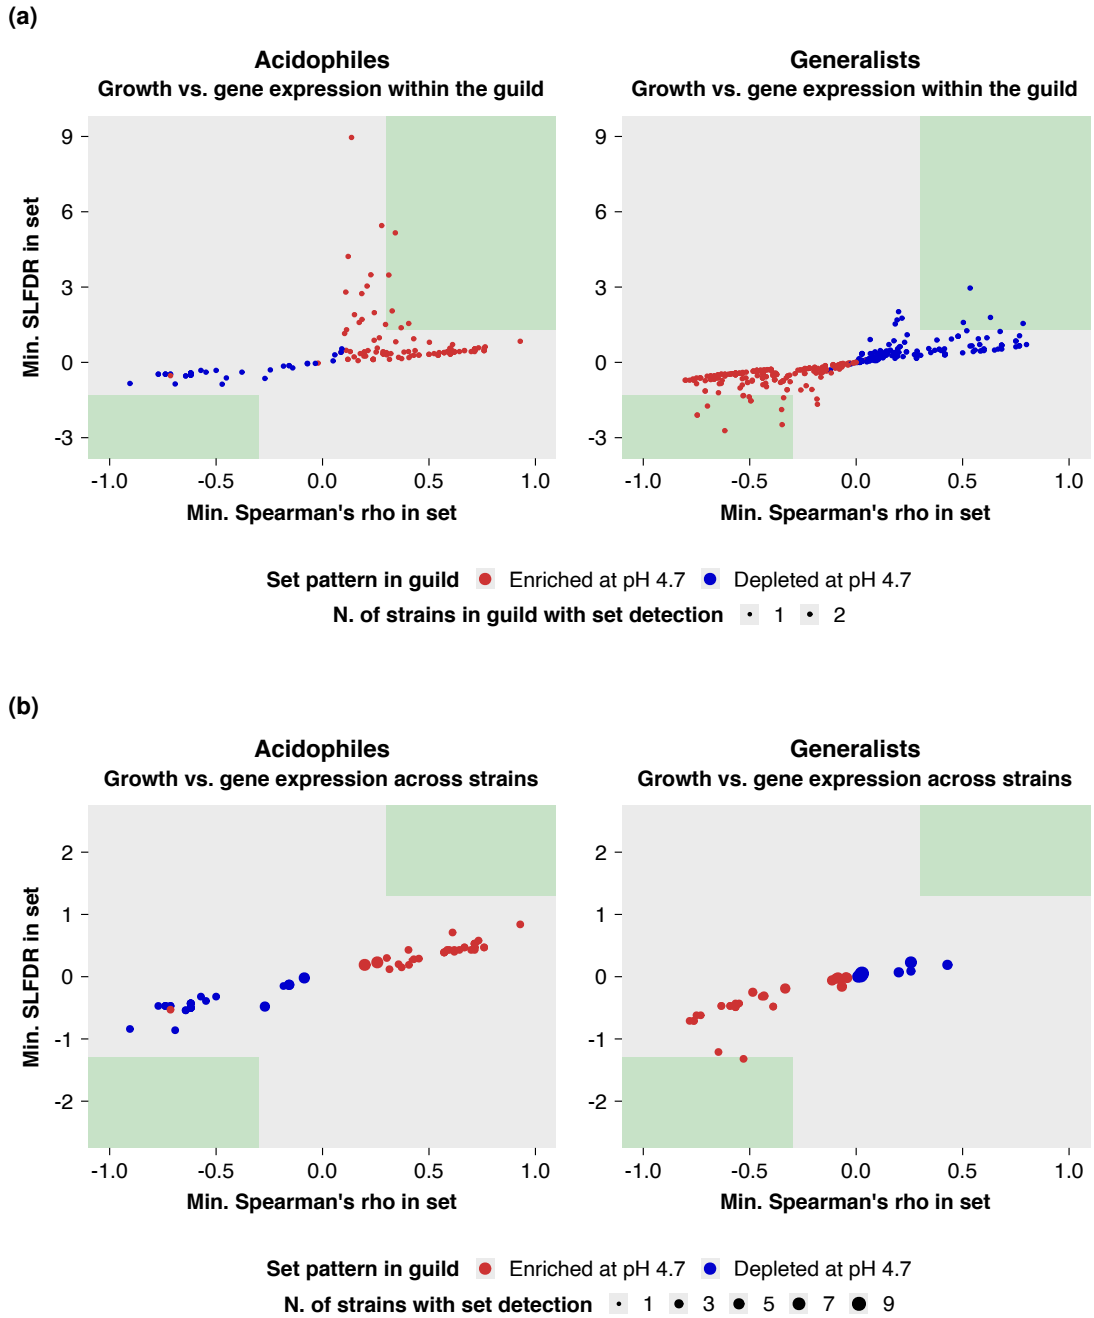 (a)
Acidophiles
Growth vs. gene expression within the guild
Generalists
Growth vs. gene expression within the guild
Min. SLFDR in set
9
6
3
0
-3
9
6
3
0
-3
-1.0 -0.5 0.0 0.5 1.0
-1.0 -0.5 0.0 0.5 1.0
Min. Spearman's rho in set
Min. Spearman's rho in set
Set pattern in guild Enriched at pH 4.7 Depleted at pH 4.7
N. of strains in guild with set detection 1 2
(b)
Acidophiles
Growth vs. gene expression across strains
Generalists
Growth vs. gene expression across strains
Min. SLFDR in set
2
1
0
-1
-2
2
1
0
-1
-2
-1.0 -0.5 0.0 0.5 1.0
-1.0 -0.5 0.0 0.5 1.0
Min. Spearman's rho in set
Min. Spearman's rho in set
Set pattern in guild Enriched at pH 4.7 Depleted at pH 4.7
N. of strains with set detection 1 3 5 7 9